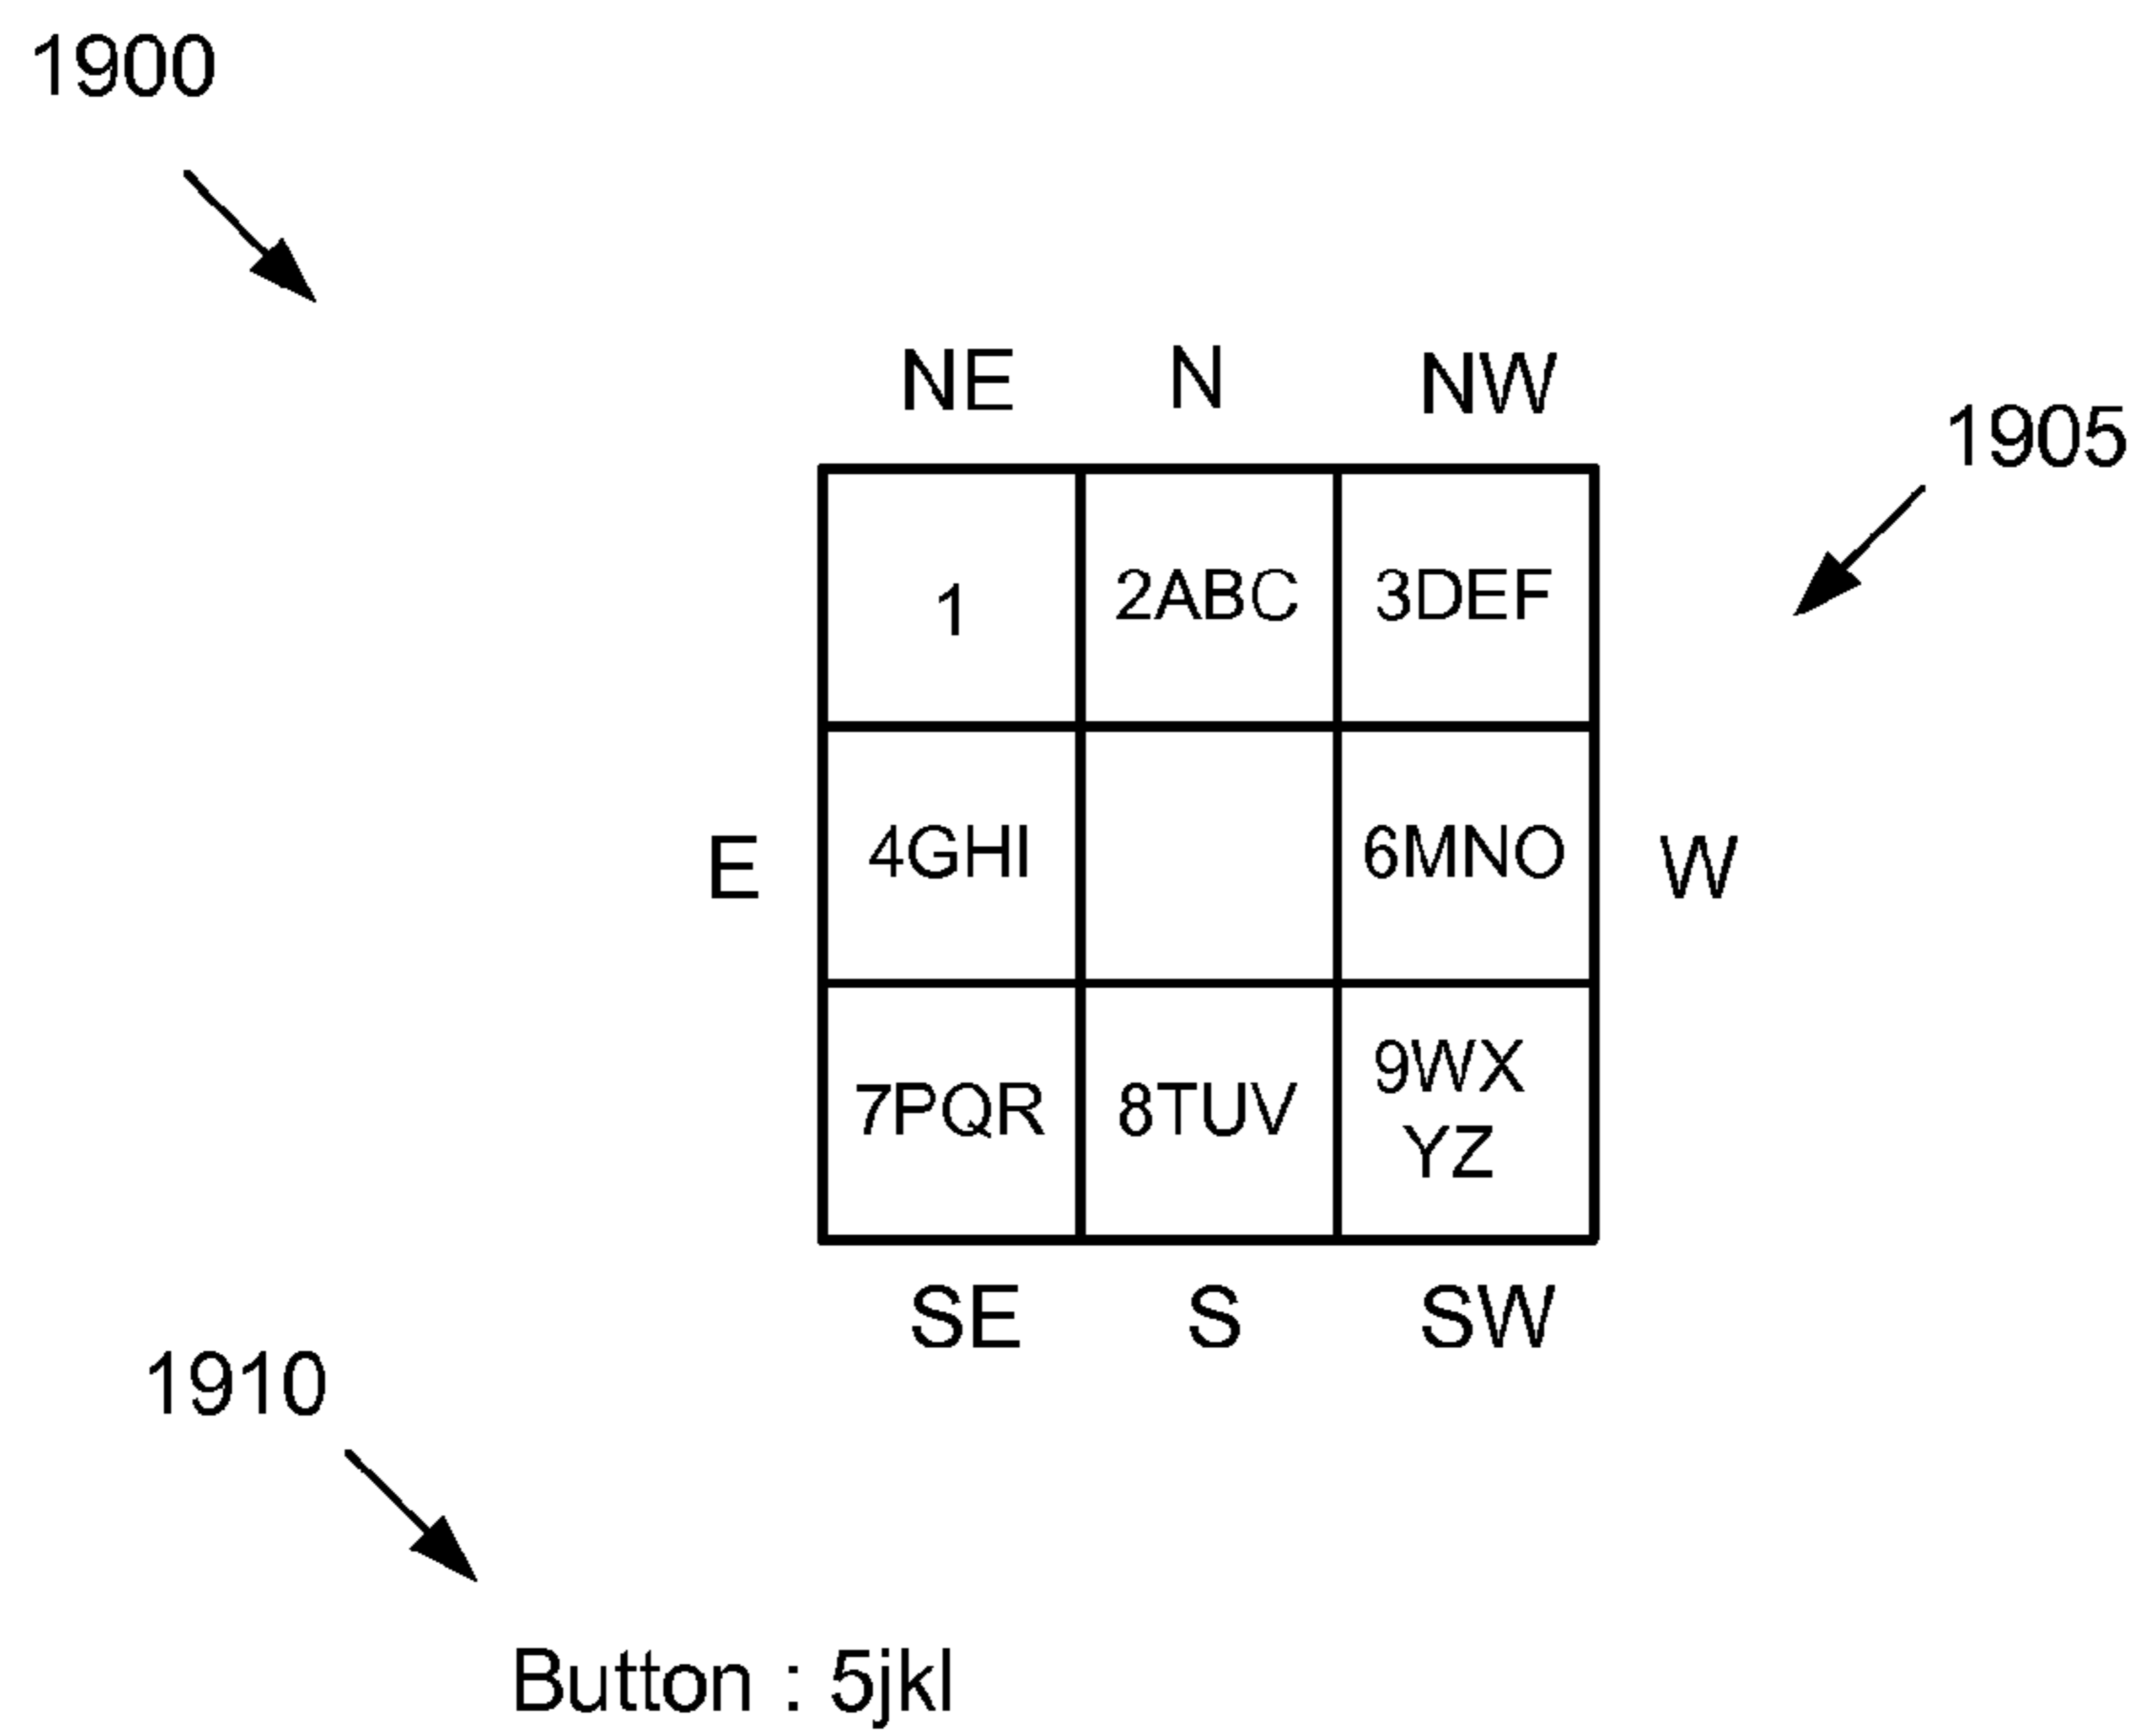 1900
NE N NW
1905
1 2ABC 3DEF
E 4GHI 6MNO W
7PQR 8TUV 9WX
YZ
SE S SW
1910
Button : 5jkl